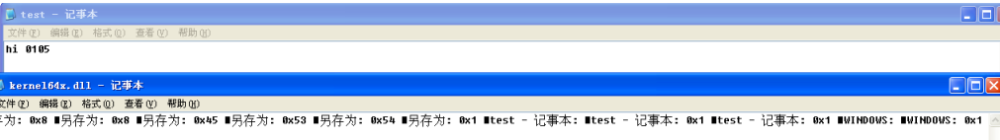 test - 记事本
文件(F) 编辑(E) 格式(O) 查看(V) 帮助(H)
hi 0105
kernel64x.dll - 记事本
文件(F) 编辑(E) 格式(O) 查看(V) 帮助(H)
存为: 0x8 ■另存为: 0x8 ■另存为: 0x45 ■另存为: 0x53 ■另存为: 0x54 ■另存为: 0x1 ■test - 记事本: ■test - 记事本: 0x1 ■test - 记事本: 0x1 ■WINDOWS: ■WINDOWS: 0x1